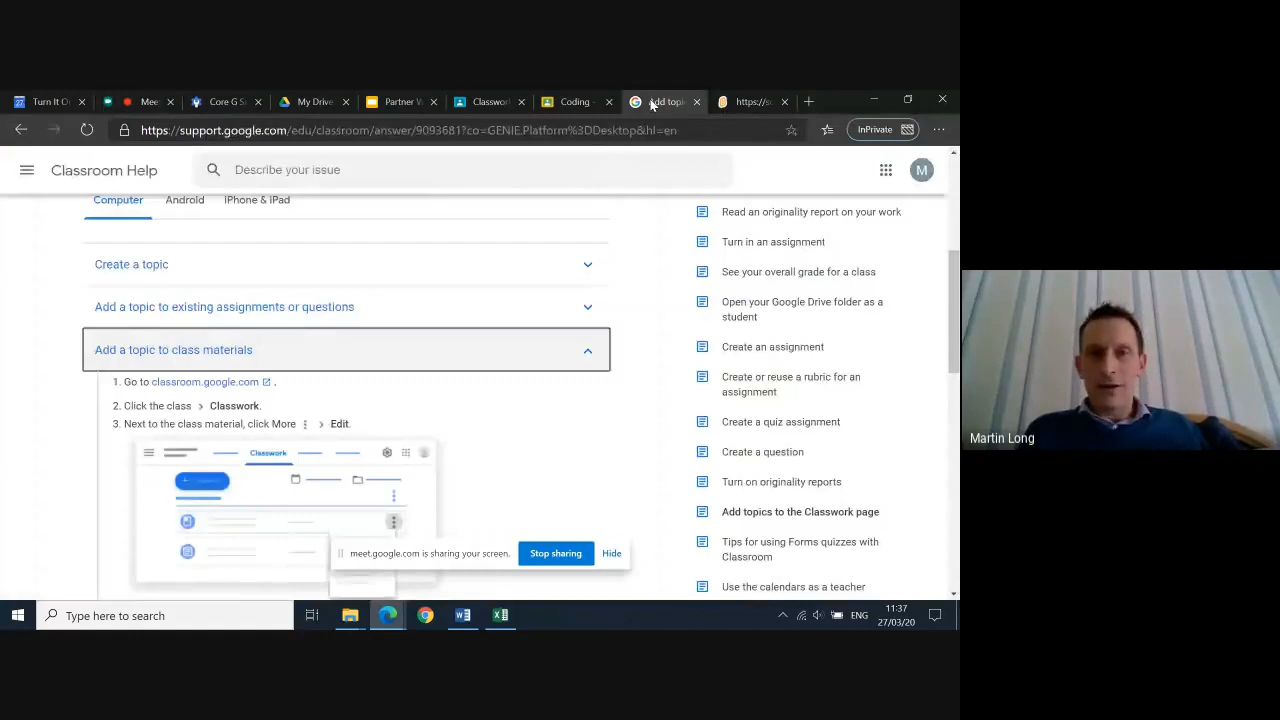 Turn It O
Mee
Core G S
My Drive
Partner W
Classwor
Coding -
Add topi
https://s
https://support.google.com/edu/classroom/answer/9093681?co=GENIE.Platform%3DDesktop&hl=en
InPrivate
Classroom Help
Describe your issue
M
Computer
Android
iPhone & iPad
Create a topic
Add a topic to existing assignments or questions
Add a topic to class materials
1. Go to classroom.google.com .
2. Click the class > Classwork.
3. Next to the class material, click More > Edit.
Classwork
meet.google.com is sharing your screen.
Stop sharing
Hide
Read an originality report on your work
Turn in an assignment
See your overall grade for a class
Open your Google Drive folder as a
student
Create an assignment
Create or reuse a rubric for an
assignment
Create a quiz assignment
Create a question
Turn on originality reports
Add topics to the Classwork page
Tips for using Forms quizzes with
Classroom
Use the calendars as a teacher
Martin Long
Type here to search
ENG
11:37
27/03/20